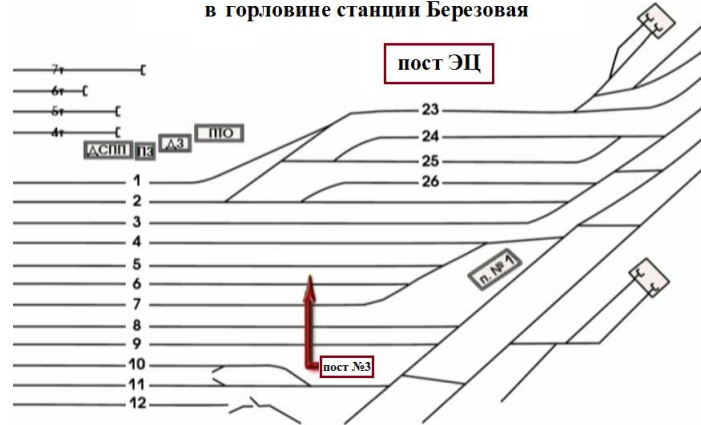 в горловине станции Березовая
пост ЭЦ
7т
6т
5т
4т
ДСПП
ПЗ
ДЗ
ПТО
23
24
25
26
1
2
3
4
5
6
7
8
9
10
11
12
п. № 1
пост №3